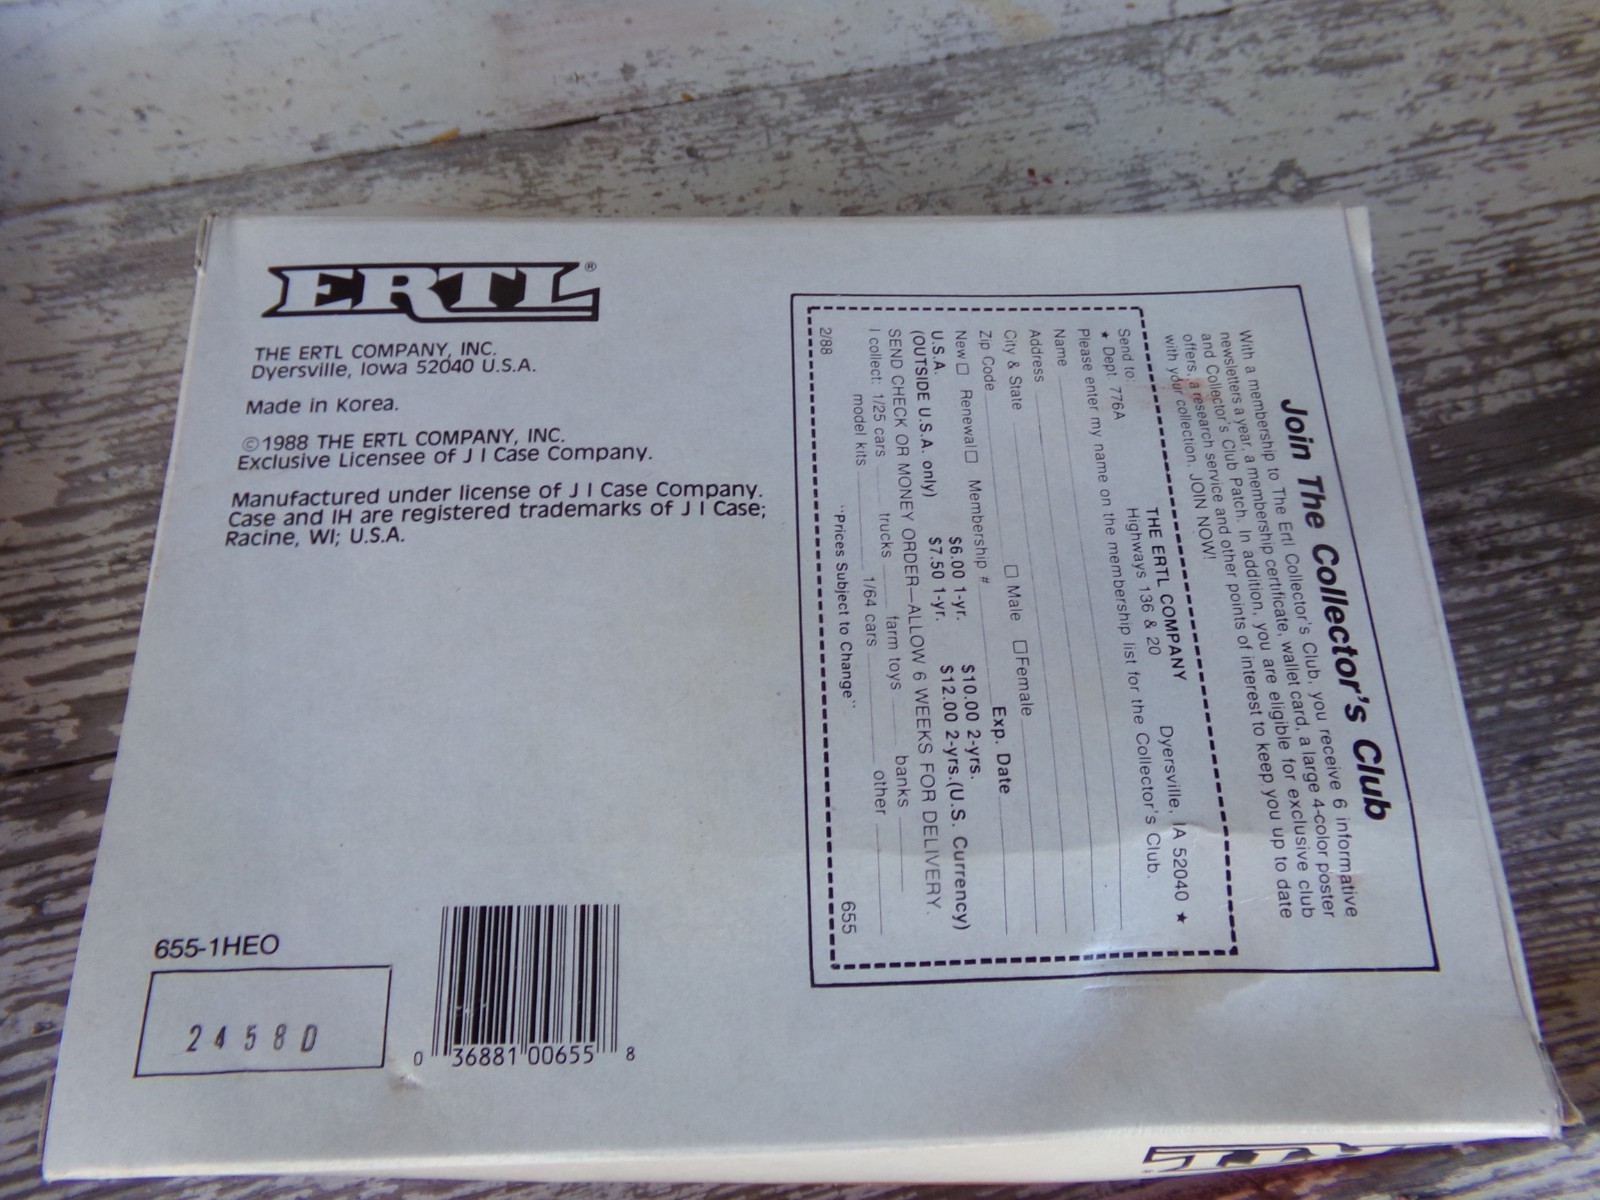 ERTL®
THE ERTL COMPANY, INC.
Dyersville, Iowa 52040 U.S.A.
Made in Korea.
©1988 THE ERTL COMPANY, INC.
Exclusive Licensee of J I Case Company.
Manufactured under license of J I Case Company.
Case and IH are registered trademarks of J I Case;
Racine, WI; U.S.A.
655-1HEO
2458D
0 36881 00655 8
Join The Collector's Club
With a membership to The Ertl Collector's Club, you receive 6 informative
newsletters a year, a membership certificate, wallet card, a large 4-color poster
and Collector's Club Patch. In addition, you are eligible for exclusive club
offers, a research service and other points of interest to keep you up to date
with your collection. JOIN NOW!
Send to: THE ERTL COMPANY Dyersville, IA 52040 ★
★ Dept. 776A Highways 136 & 20
Please enter my name on the membership list for the Collector's Club.
Name
Address
City & State □ Male □ Female
Zip Code Exp. Date
New □ Renewal □ Membership #
U.S.A. $6.00 1-yr. $10.00 2-yrs.
(OUTSIDE U.S.A. only) $7.50 1-yr. $12.00 2-yrs. (U.S. Currency)
SEND CHECK OR MONEY ORDER—ALLOW 6 WEEKS FOR DELIVERY.
I collect: 1/25 cars trucks farm toys banks
model kits 1/64 cars other
2/88 "Prices Subject to Change" 655
ERTL